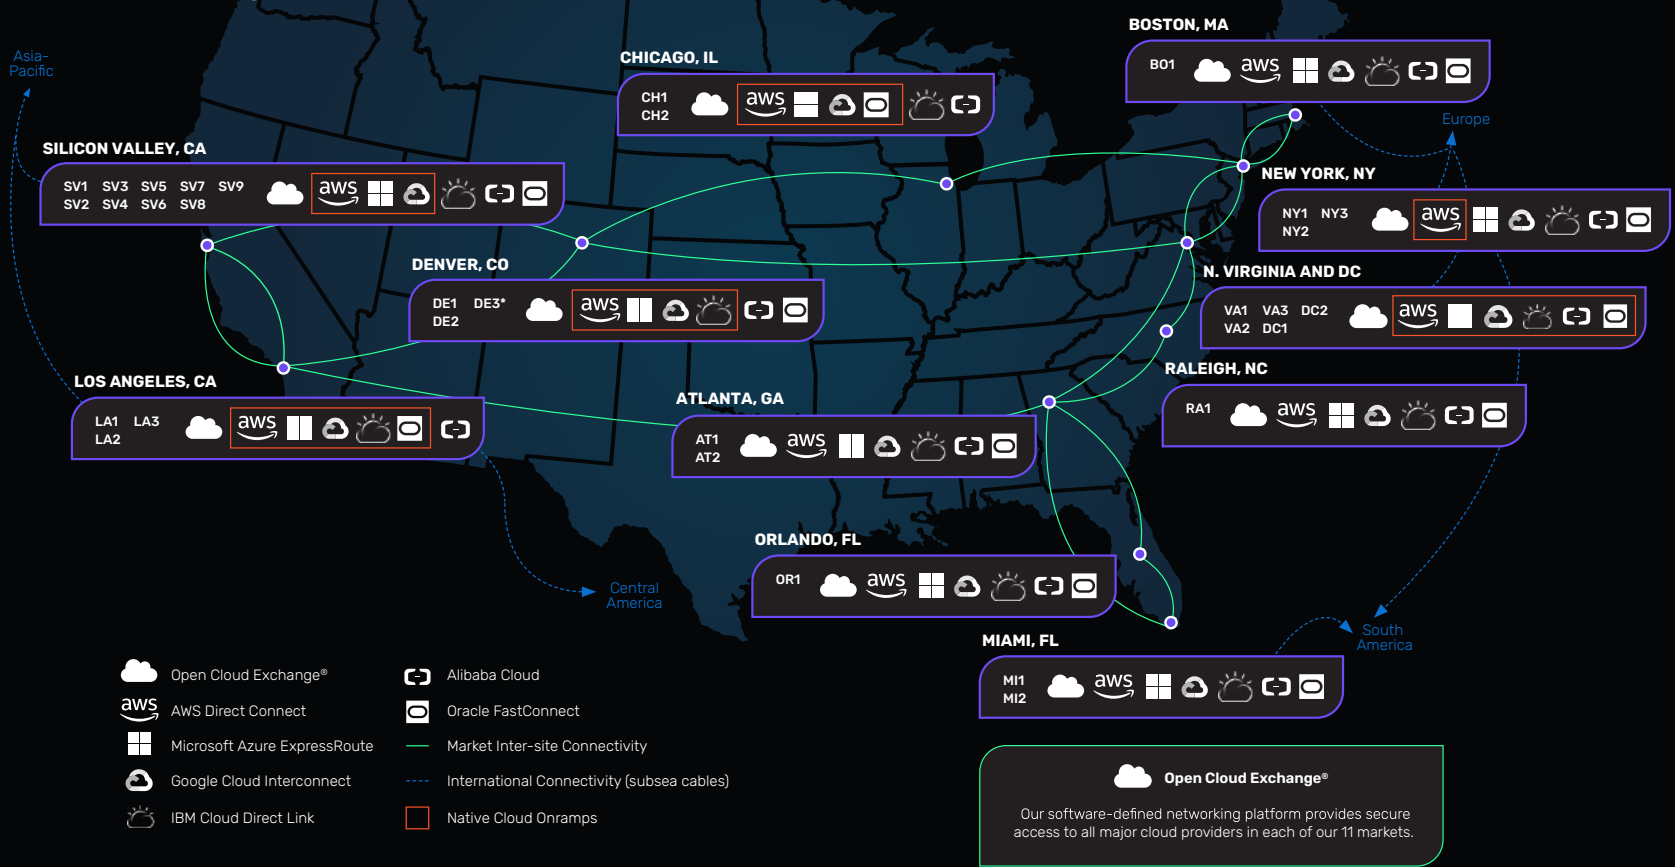 BOSTON, MA
BO1 aws
Asia-
Pacific
CHICAGO, IL
CH1
CH2
aws
Europe
SILICON VALLEY, CA
SV1 SV3 SV5 SV7 SV9
SV2 SV4 SV6 SV8
aws
NEW YORK, NY
NY1 NY3
NY2
aws
DENVER, CO
DE1 DE3*
DE2
aws
N. VIRGINIA AND DC
VA1 VA3 DC2
VA2 DC1
aws
LOS ANGELES, CA
LA1 LA3
LA2
aws
ATLANTA, GA
AT1
AT2
aws
RALEIGH, NC
RA1 aws
ORLANDO, FL
OR1 aws
Central
America
South
America
MIAMI, FL
MI1
MI2
aws
Open Cloud Exchange®
aws AWS Direct Connect
Microsoft Azure ExpressRoute
Google Cloud Interconnect
IBM Cloud Direct Link
Alibaba Cloud
Oracle FastConnect
Market Inter-site Connectivity
International Connectivity (subsea cables)
Native Cloud Onramps
Open Cloud Exchange®
Our software-defined networking platform provides secure
access to all major cloud providers in each of our 11 markets.